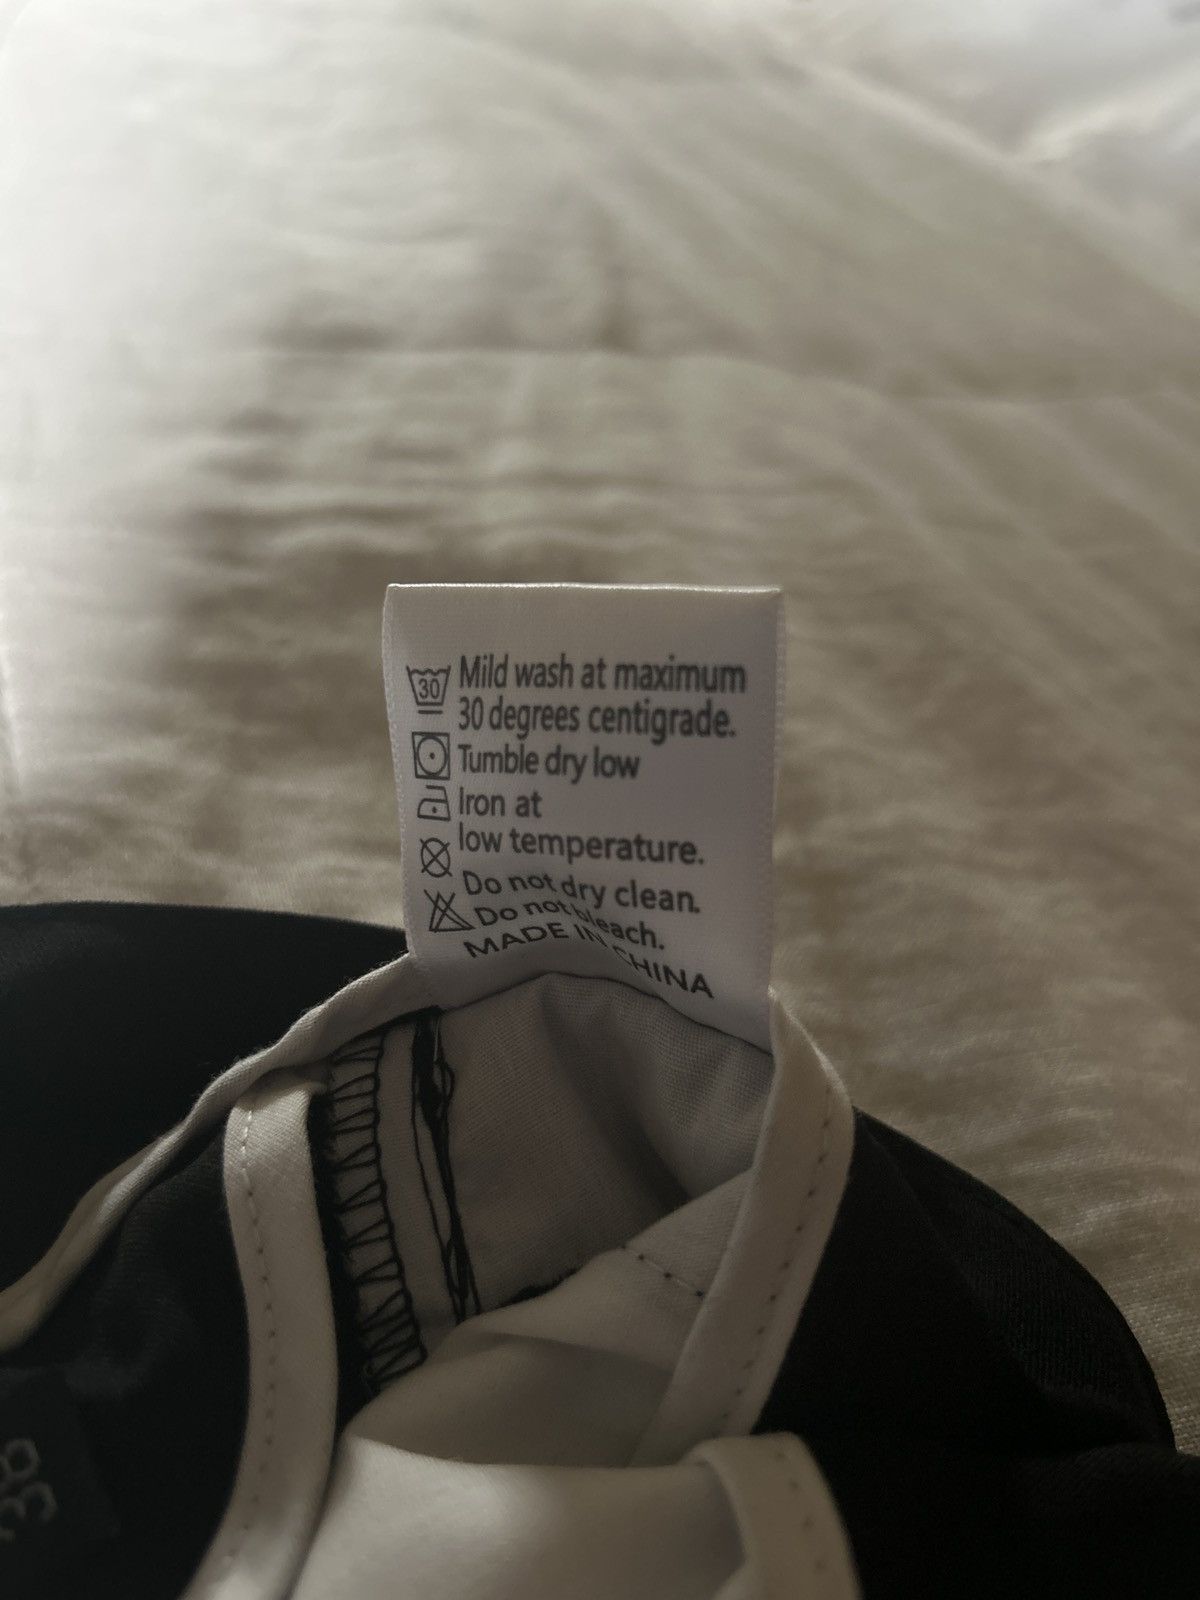 30
Mild wash at maximum
30 degrees centigrade.
Tumble dry low
Iron at
low temperature.
Do not dry clean.
Do not bleach.
MADE IN CHINA
38